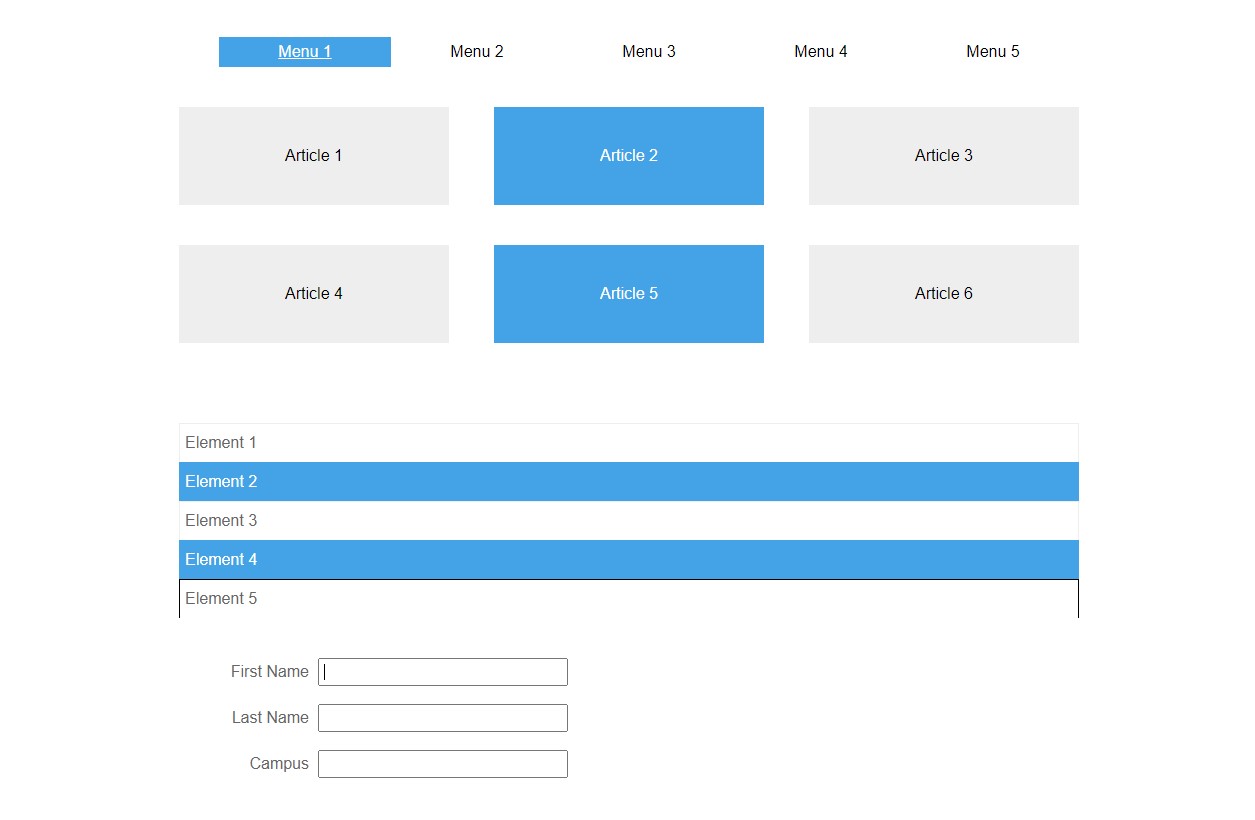 Menu 1 Menu 2 Menu 3 Menu 4 Menu 5
Article 1 Article 2 Article 3
Article 4 Article 5 Article 6
Element 1
Element 2
Element 3
Element 4
Element 5
First Name
Last Name
Campus